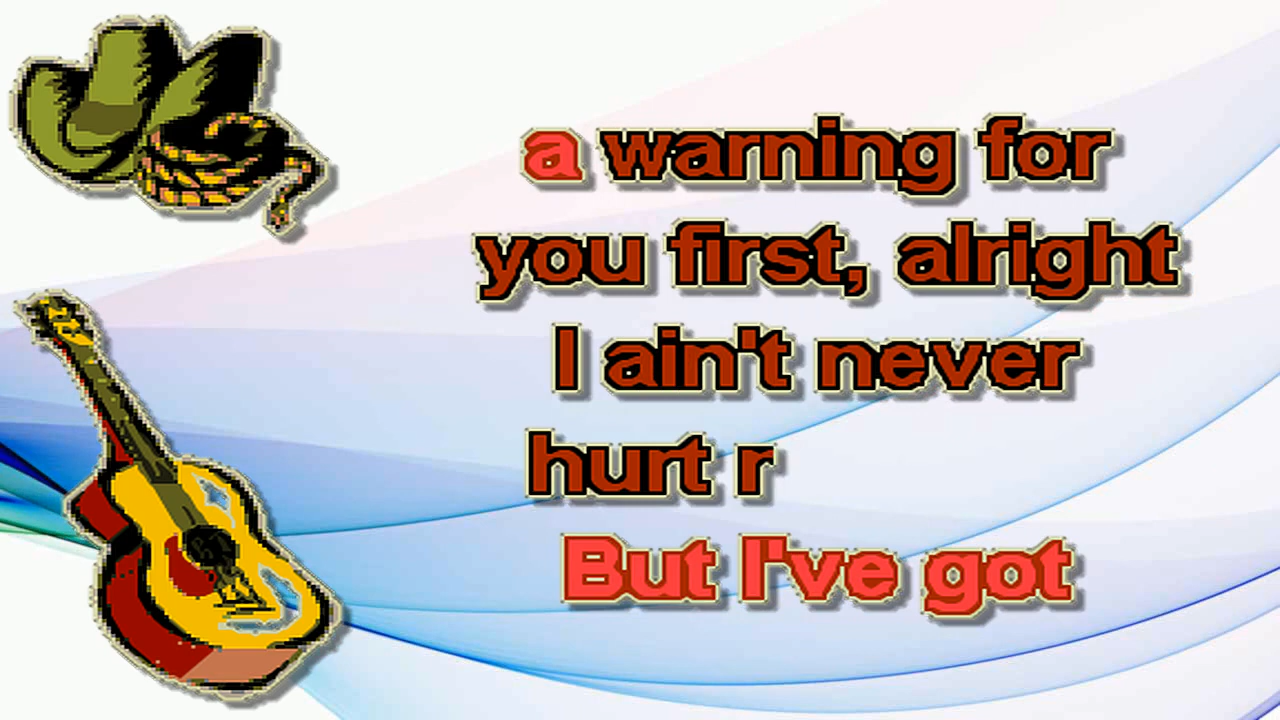 a warning for
you first, alright
I ain't never
hurt r
But I've got